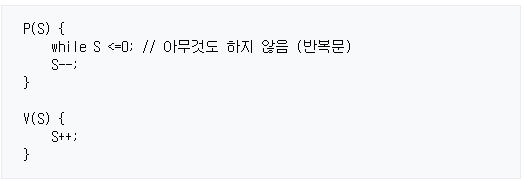 P(S) {
    while S <=0; // 아무것도 하지 않음 (반복문)
    S--;
}

V(S) {
    S++;
}